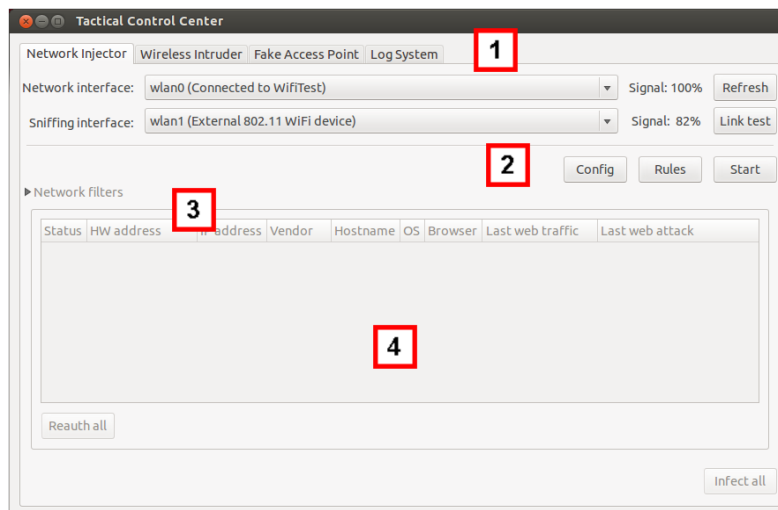 Tactical Control Center
Network Injector Wireless Intruder Fake Access Point Log System 1
Network interface: wlan0 (Connected to WifiTest) Signal: 100% Refresh
Sniffing interface: wlan1 (External 802.11 WiFi device) Signal: 82% Link test
2 Config Rules Start
Network filters
3
Status HW address IP address Vendor Hostname OS Browser Last web traffic Last web attack
4
Reauth all
Infect all